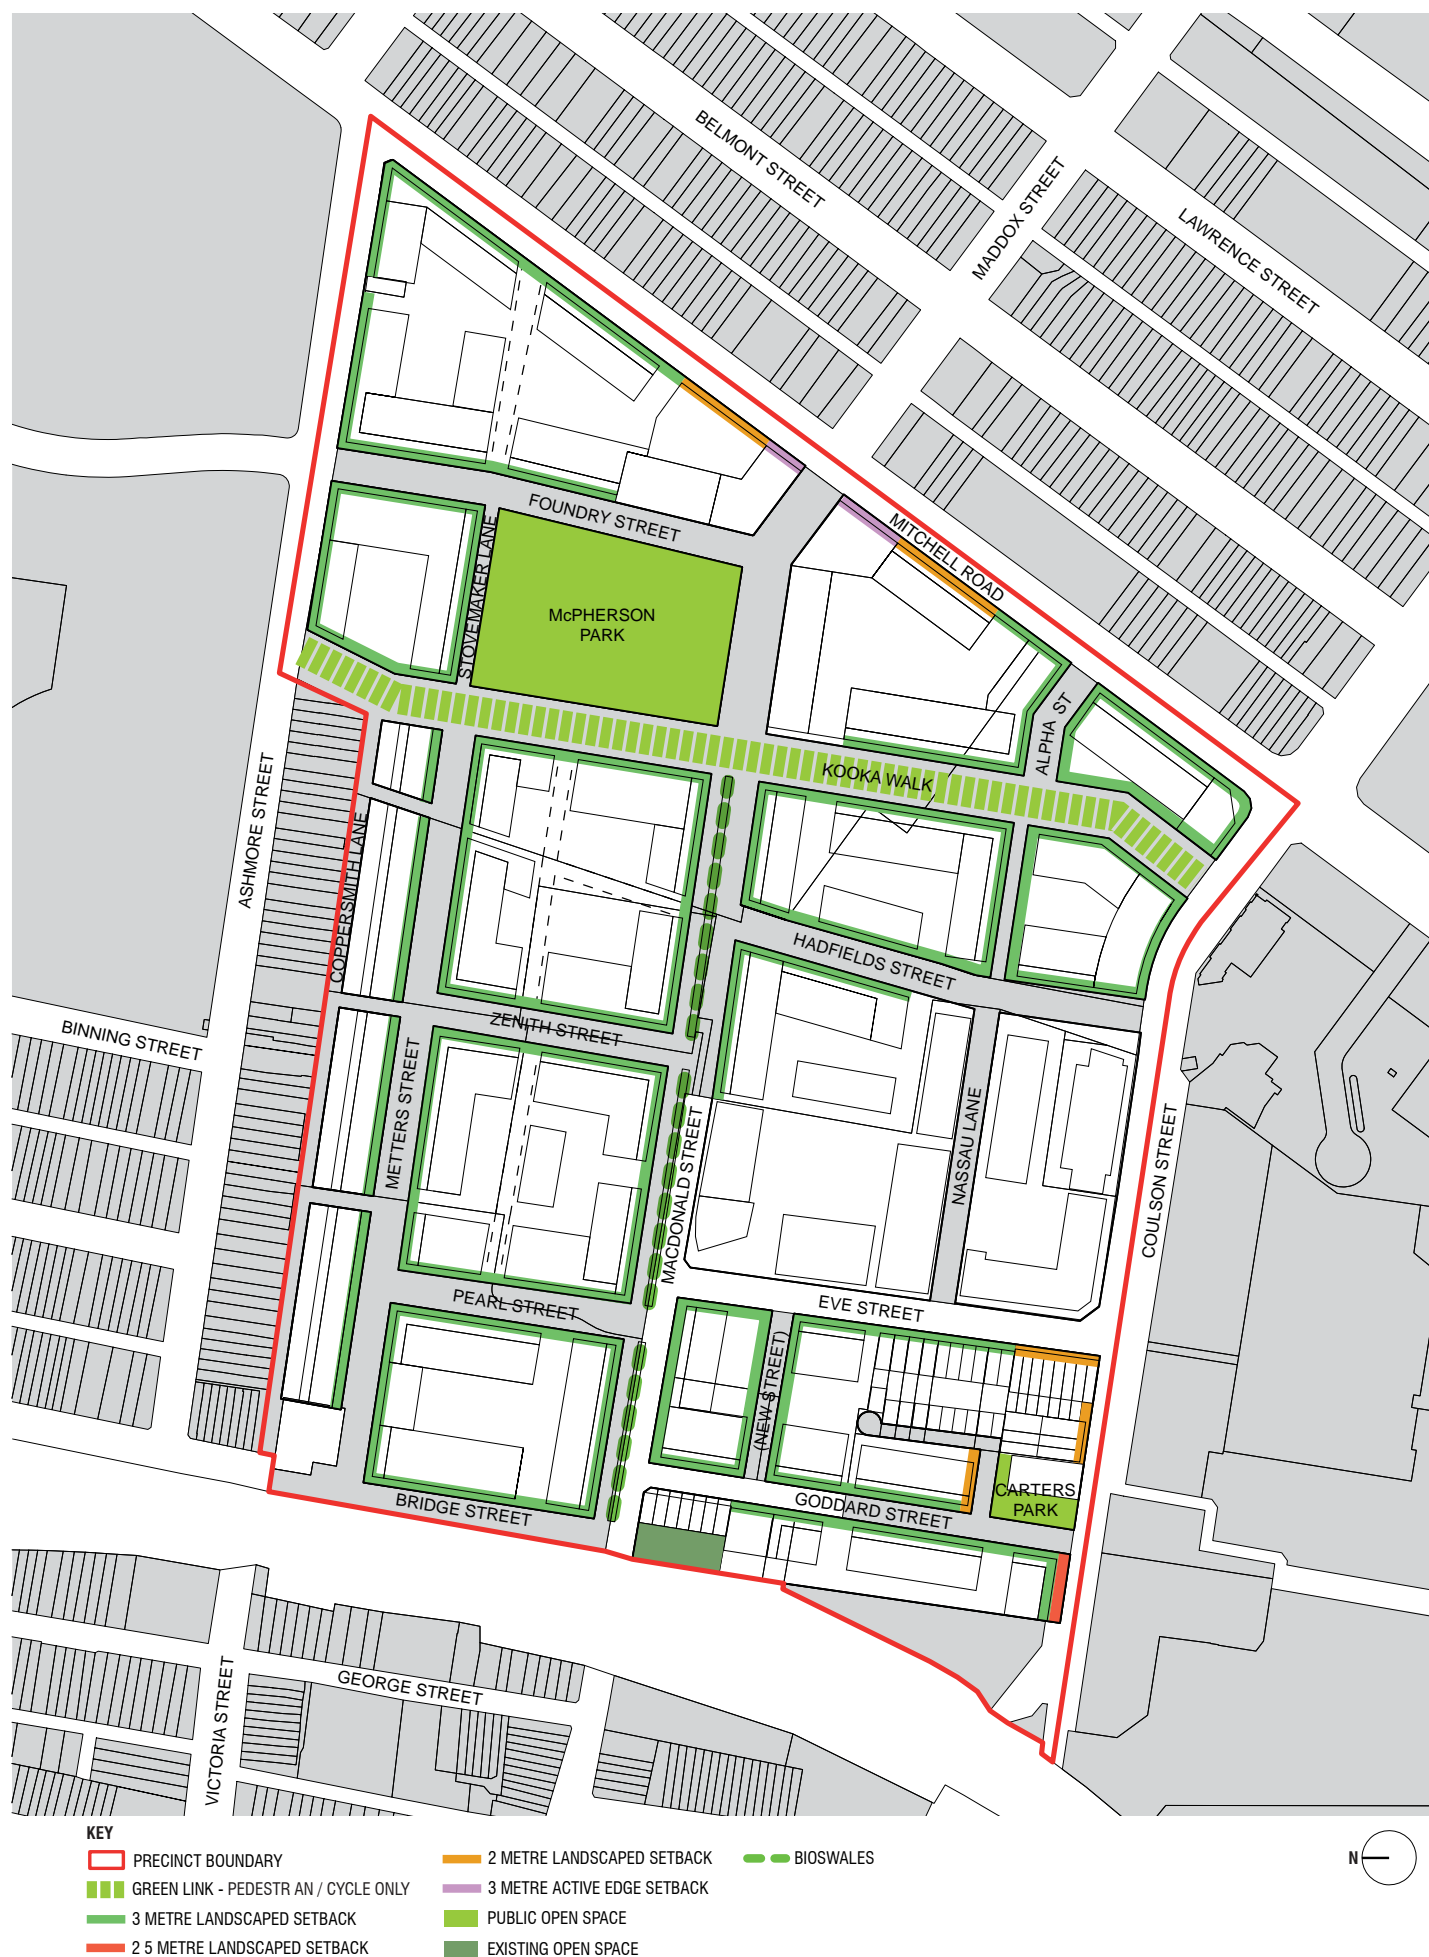 BELMONT STREET
MADDOX STREET
LAWRENCE STREET
FOUNDRY STREET
MITCHELL ROAD
STOVEMAKER LANE
McPHERSON
PARK
ALPHA ST
KOOKA WALK
ASHMORE STREET
COPPERSMITH LANE
HADFIELDS STREET
BINNING STREET
ZENITH STREET
METTERS STREET
MACDONALD STREET
NASSAU LANE
COULSON STREET
PEARL STREET
EVE STREET
(NEW STREET)
BRIDGE STREET
GODDARD STREET
CARTERS
PARK
VICTORIA STREET
GEORGE STREET
KEY
PRECINCT BOUNDARY
GREEN LINK - PEDESTR AN / CYCLE ONLY
3 METRE LANDSCAPED SETBACK
2 5 METRE LANDSCAPED SETBACK
2 METRE LANDSCAPED SETBACK
3 METRE ACTIVE EDGE SETBACK
PUBLIC OPEN SPACE
EXISTING OPEN SPACE
BIOSWALES
N